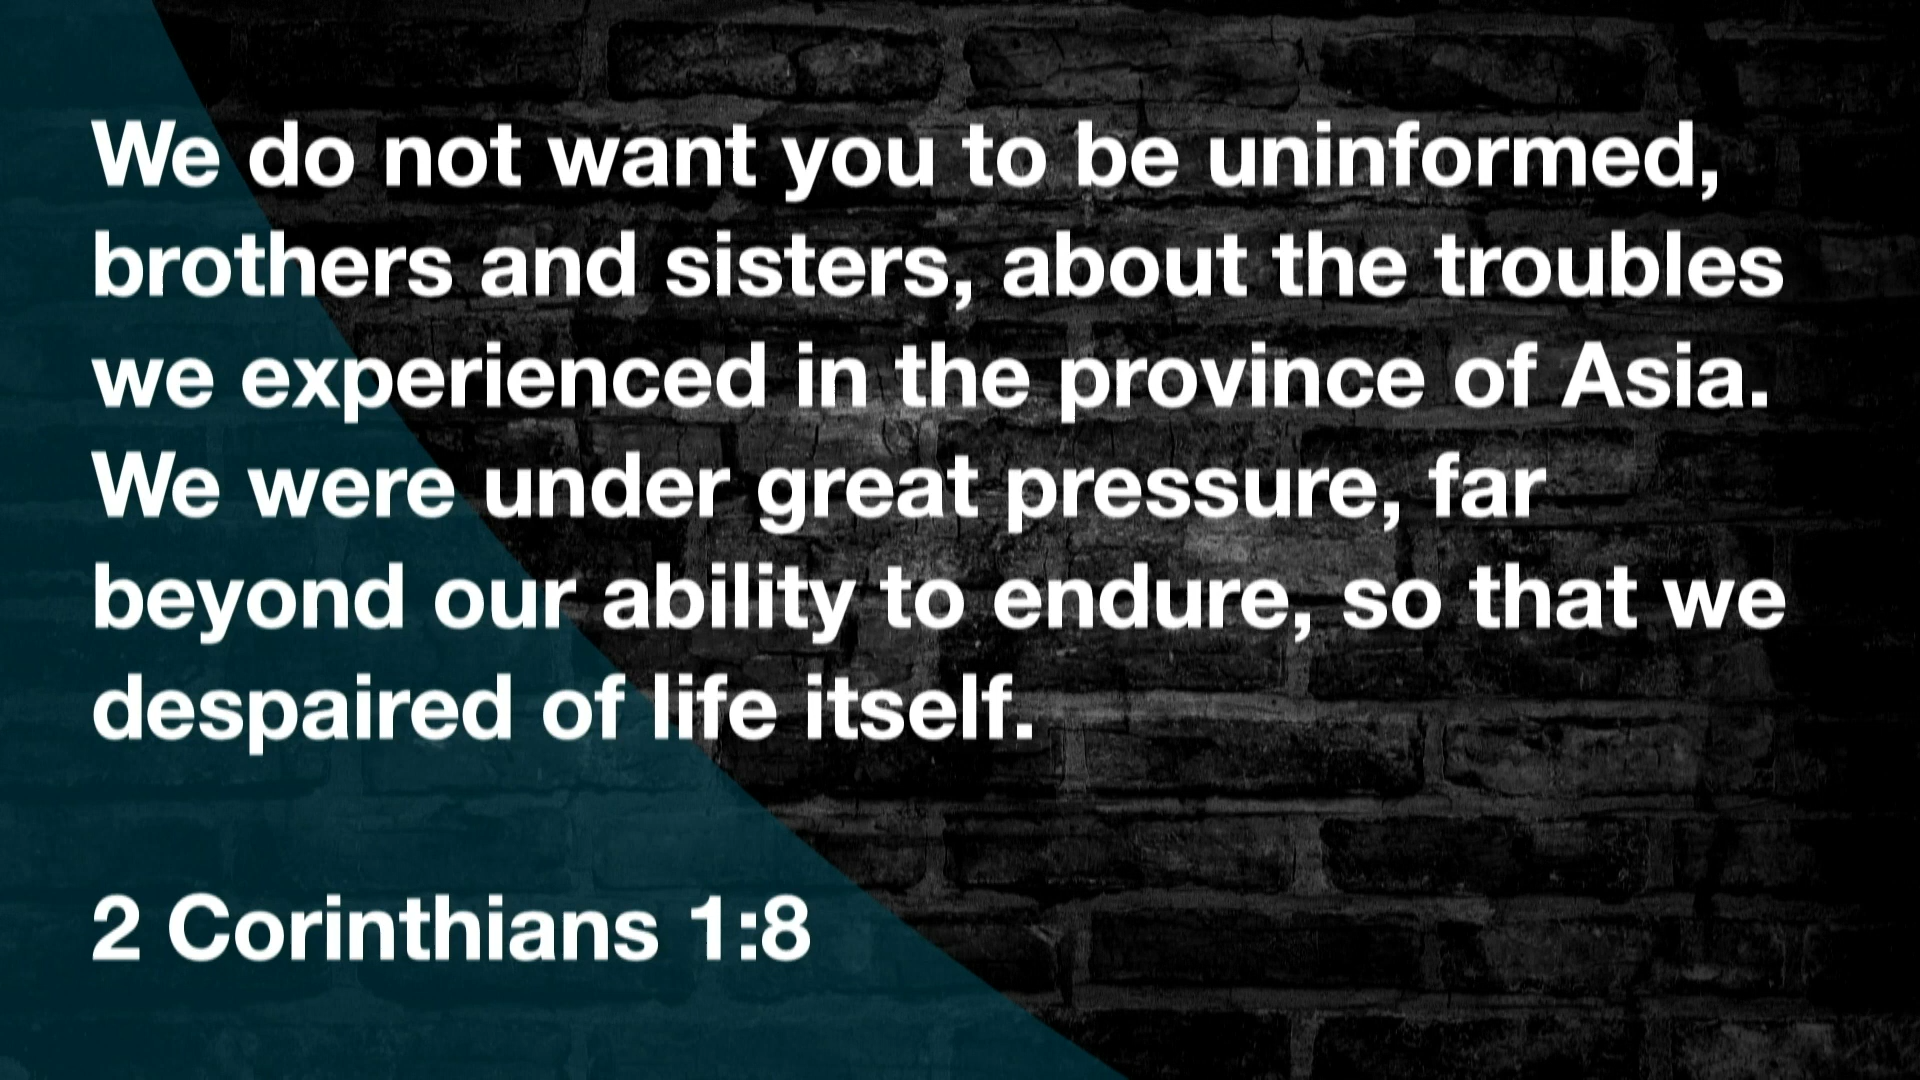 We do not want you to be uninformed,
brothers and sisters, about the troubles
we experienced in the province of Asia.
We were under great pressure, far
beyond our ability to endure, so that we
despaired of life itself.
2 Corinthians 1:8